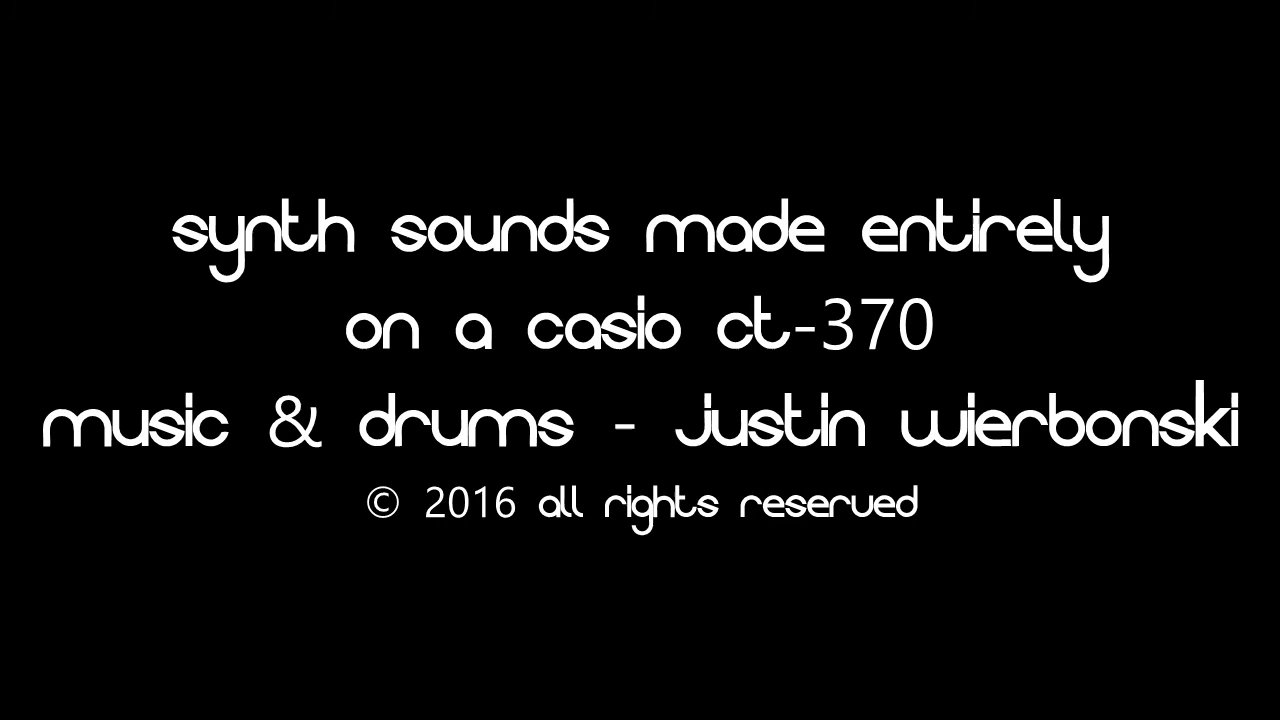 synth sounds made entirely
on a casio ct-370
music & drums - justin wierbonski
© 2016 all rights reserved